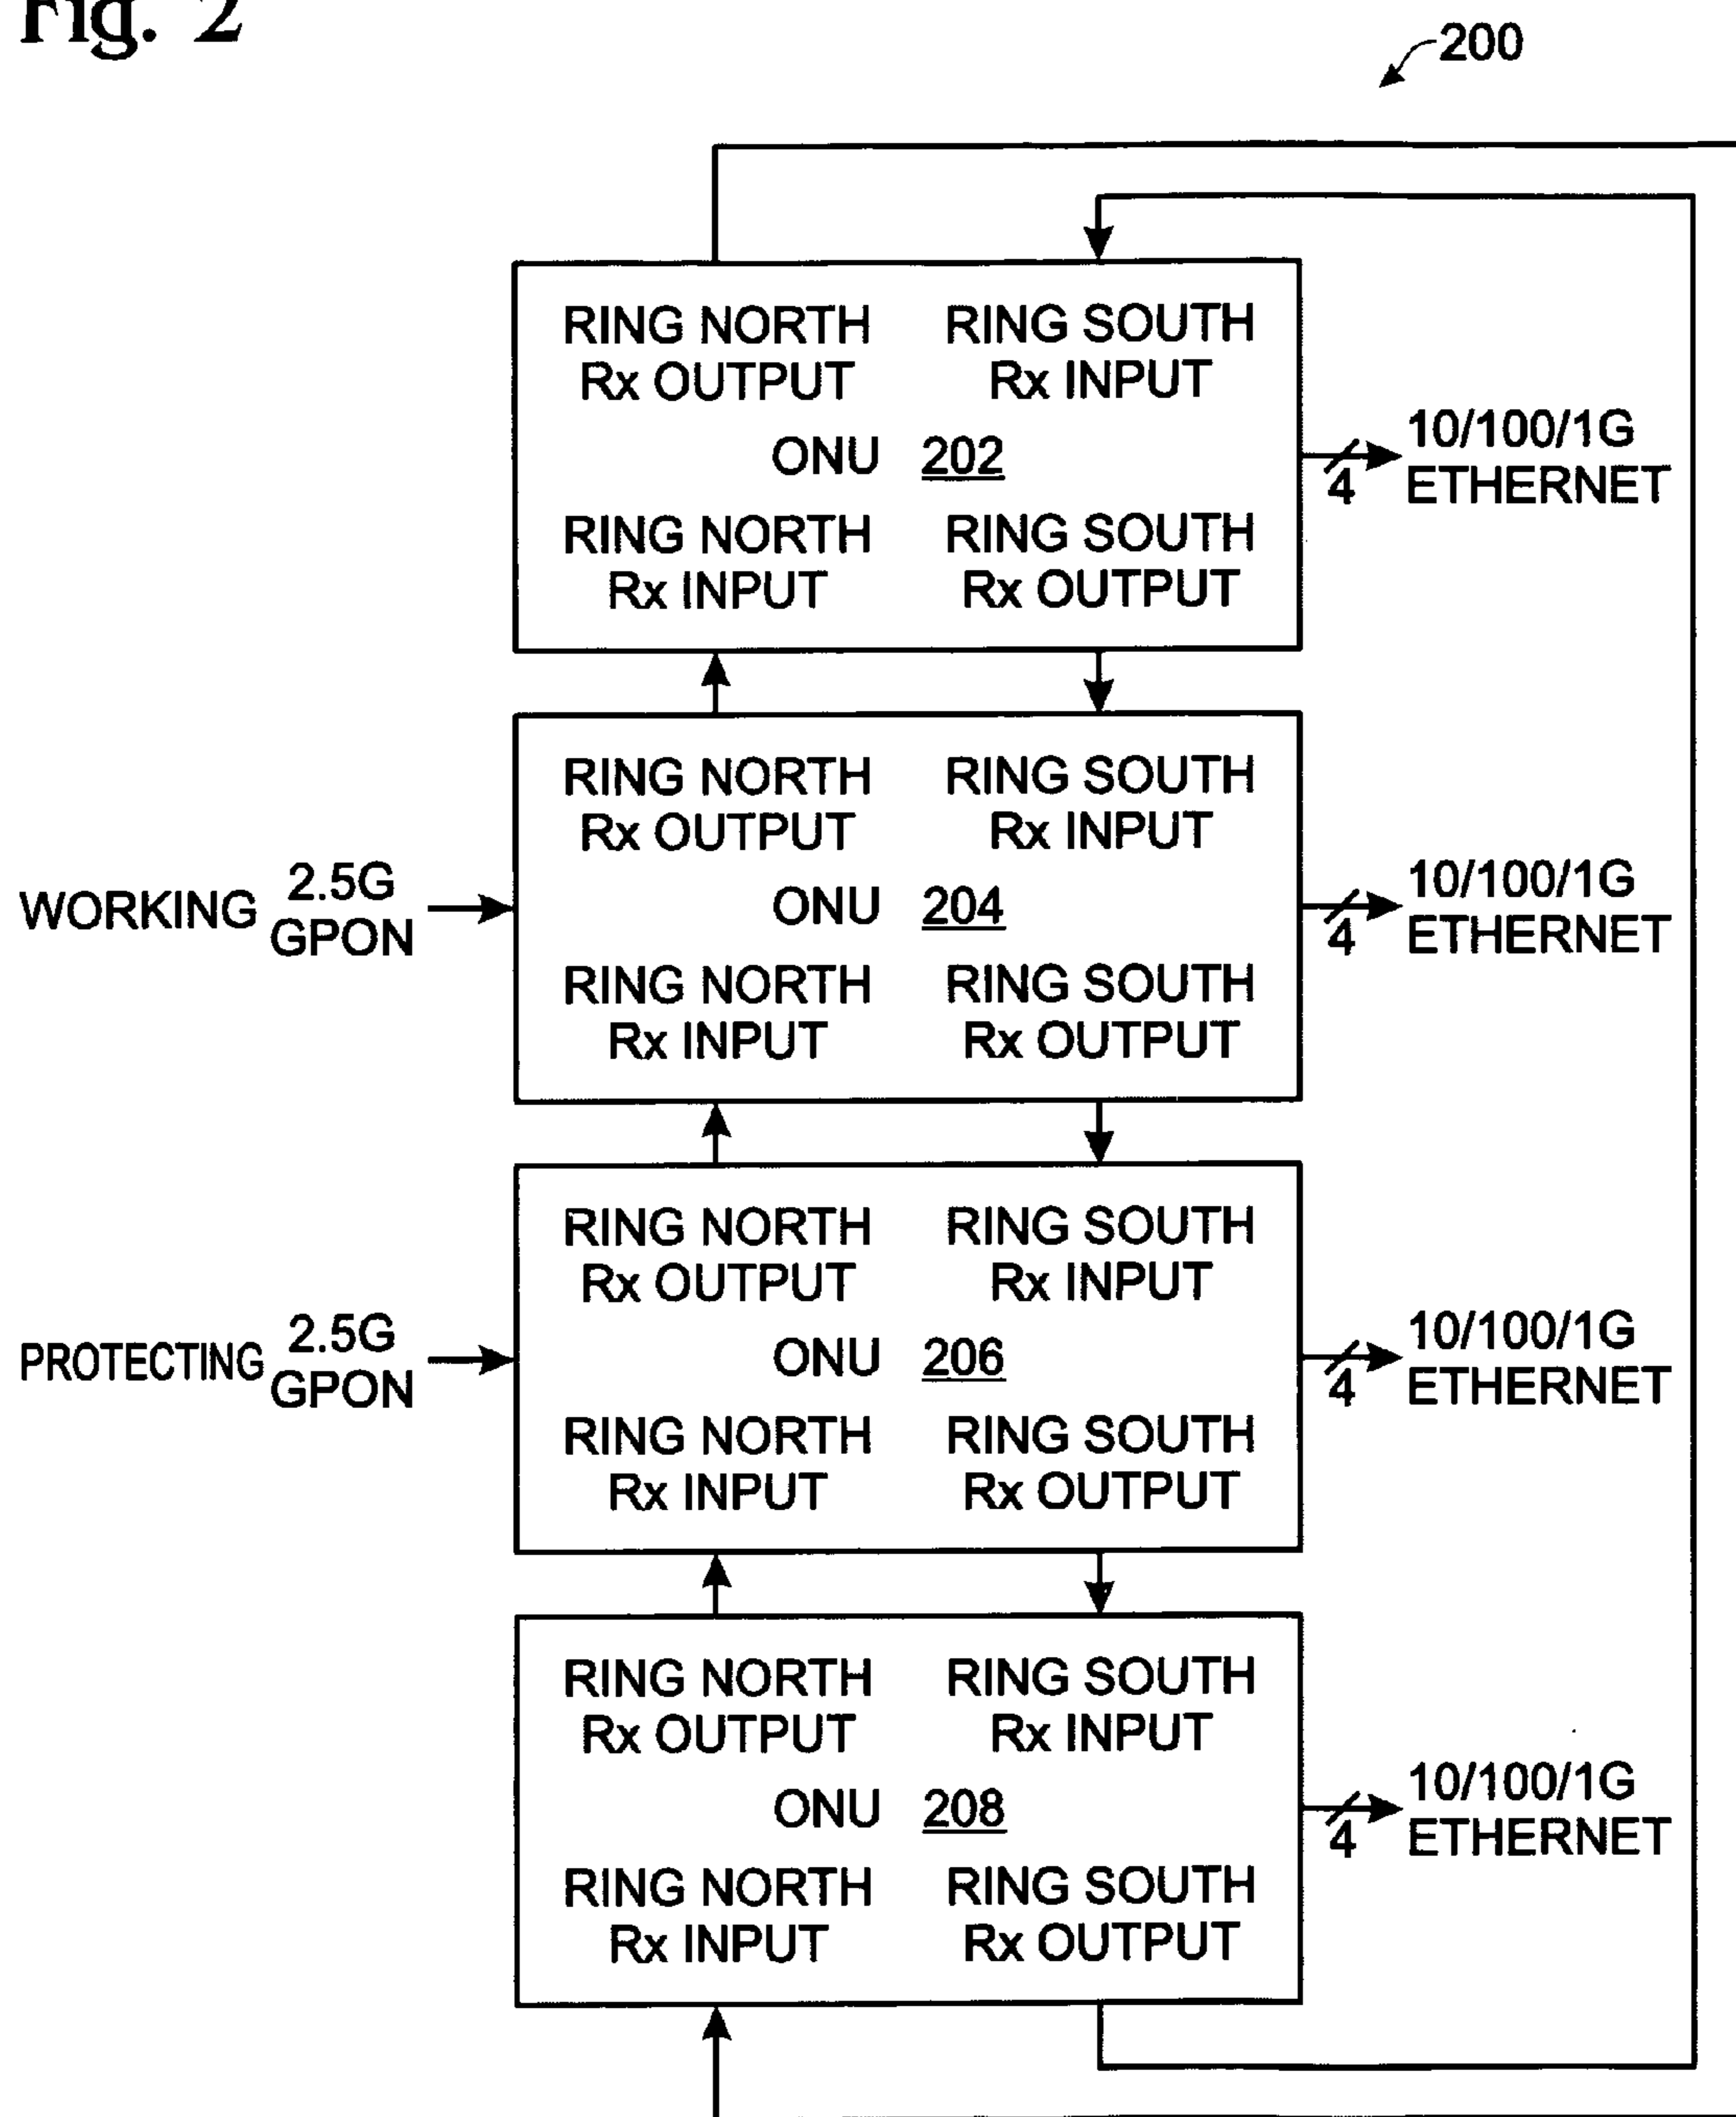 Fig. 2
200
RING NORTH RING SOUTH
Rx OUTPUT Rx INPUT
ONU 202
10/100/1G
ETHERNET
4
RING NORTH RING SOUTH
Rx INPUT Rx OUTPUT
RING NORTH RING SOUTH
Rx OUTPUT Rx INPUT
WORKING 2.5G
GPON
ONU 204
10/100/1G
ETHERNET
4
RING NORTH RING SOUTH
Rx INPUT Rx OUTPUT
RING NORTH RING SOUTH
Rx OUTPUT Rx INPUT
PROTECTING 2.5G
GPON
ONU 206
10/100/1G
ETHERNET
4
RING NORTH RING SOUTH
Rx INPUT Rx OUTPUT
RING NORTH RING SOUTH
Rx OUTPUT Rx INPUT
ONU 208
10/100/1G
ETHERNET
4
RING NORTH RING SOUTH
Rx INPUT Rx OUTPUT